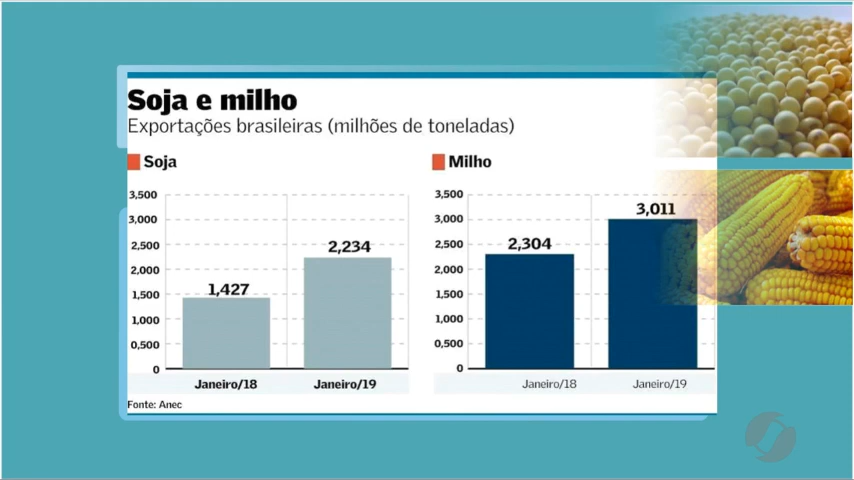 Soja e milho
Exportações brasileiras (milhões de toneladas)
Soja
3,500
3,000
2,500
2,000
1,500
1,000
0,500
0
1,427
2,234
Janeiro/18
Janeiro/19
Milho
3,500
3,000
2,500
2,000
1,500
1,000
0,500
0
2,304
3,011
Janeiro/18
Janeiro/19
Fonte: Anec